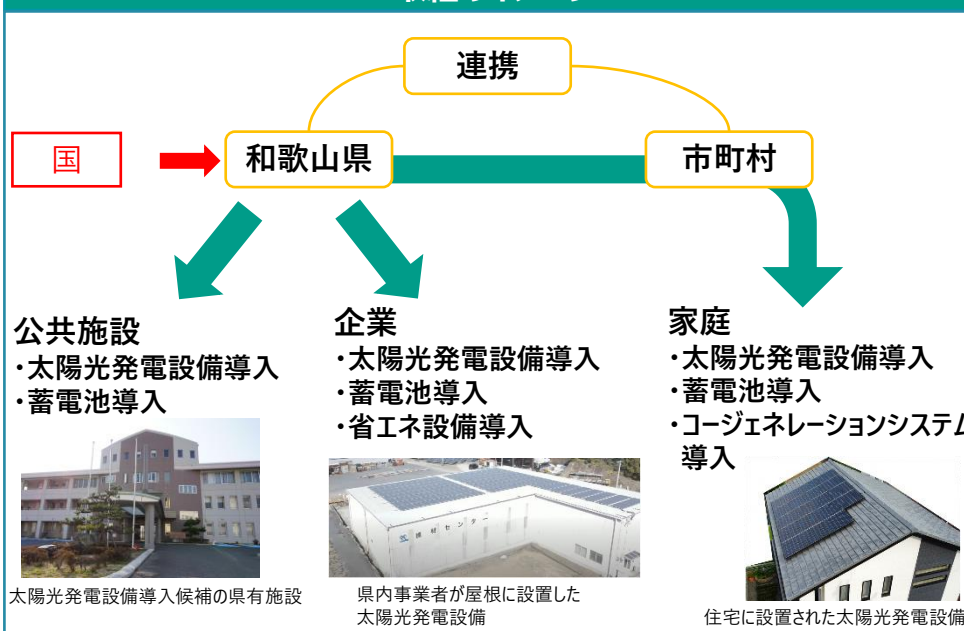 連携
国
和歌山県
市町村
公共施設
・太陽光発電設備導入
・蓄電池導入
企業
・太陽光発電設備導入
・蓄電池導入
・省エネ設備導入
家庭
・太陽光発電設備導入
・蓄電池導入
・コージェネレーションシステム
導入
太陽光発電設備導入候補の県有施設
県内事業者が屋根に設置した
太陽光発電設備
住宅に設置された太陽光発電設備